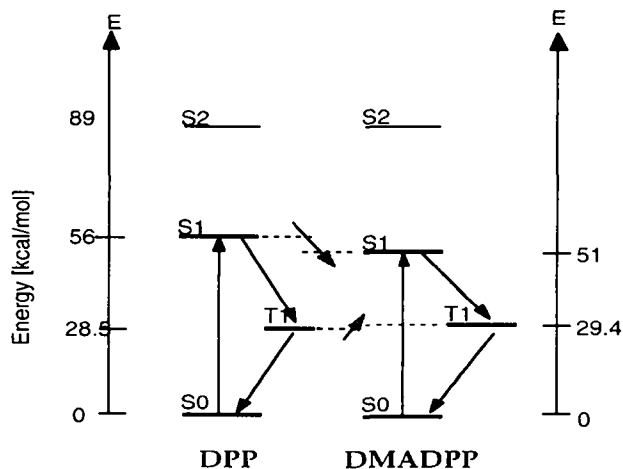 E
E
89
S2
S2
S1
56
S1
51
Energy [kcal/mol]
T1
T1
28.5
29.4
S0
S0
0
0
DPP
DMADPP